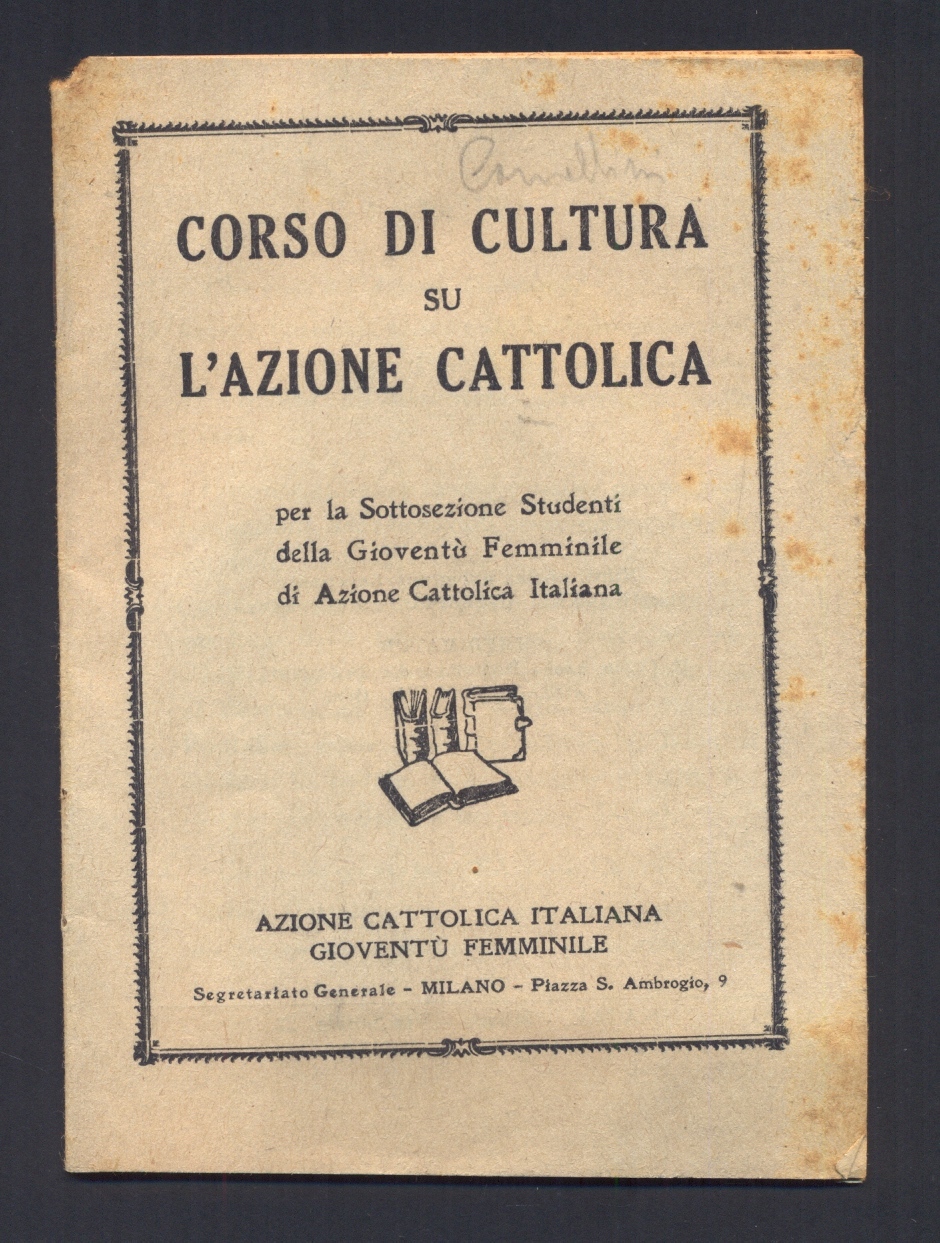 CORSO DI CULTURA
SU
L'AZIONE CATTOLICA
per la Sottosezione Studenti
della Gioventù Femminile
di Azione Cattolica Italiana
AZIONE CATTOLICA ITALIANA
GIOVENTÙ FEMMINILE
Segretariato Generale - MILANO - Piazza S. Ambrogio, 9